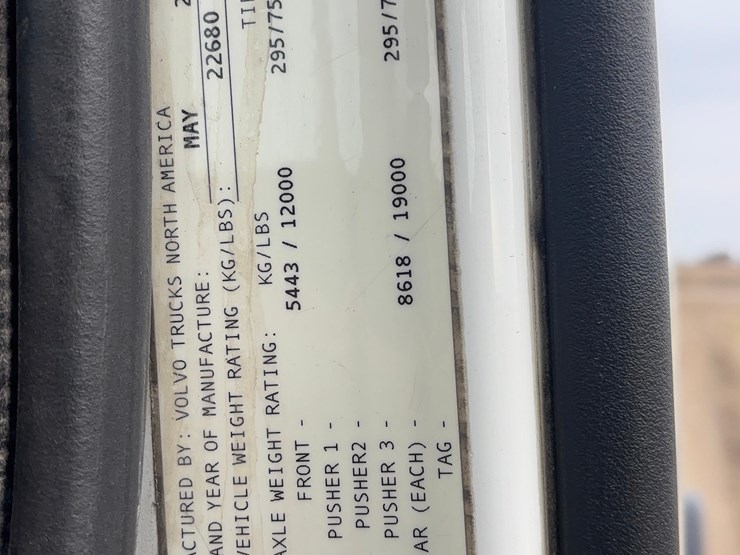 ACTURED BY: VOLVO TRUCKS NORTH AMERICA
AND YEAR OF MANUFACTURE: MAY 2
VEHICLE WEIGHT RATING (KG/LBS): 22680
AXLE WEIGHT RATING: KG/LBS TI
FRONT - 5443 / 12000 295/75
PUSHER 1 -
PUSHER2 -
PUSHER 3 -
AR (EACH) - 8618 / 19000 295/7
TAG -